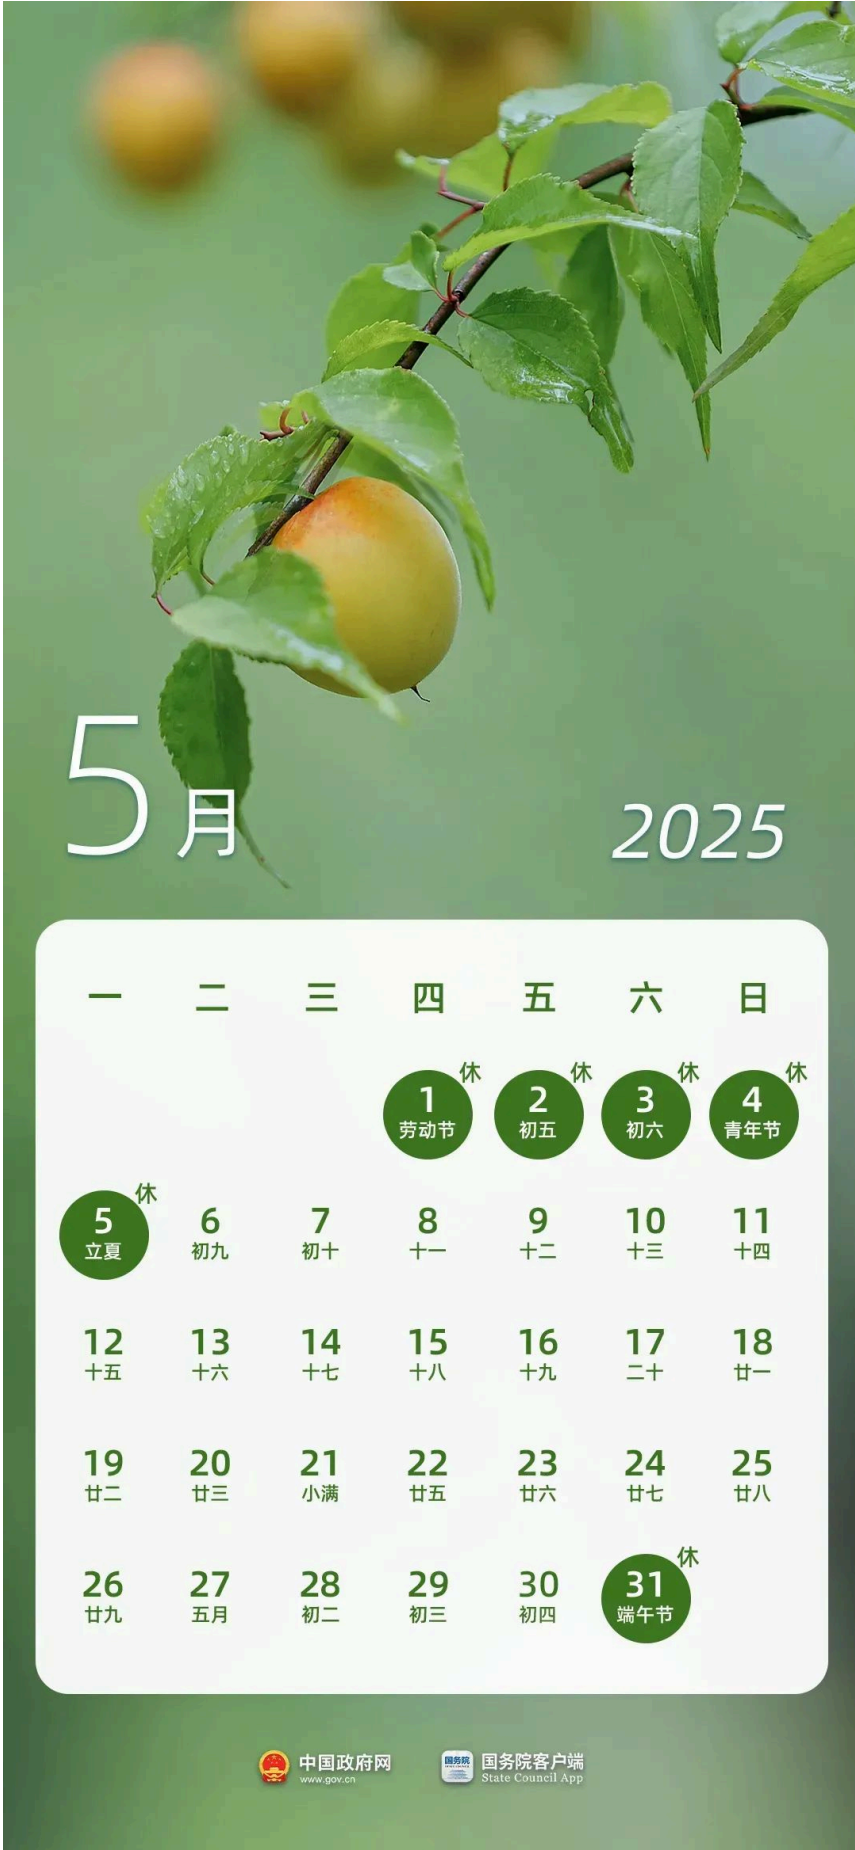 5月
2025
一 二 三 四 五 六 日
休 休 休 休
1 2 3 4
劳动节 初五 初六 青年节
休
5 6 7 8 9 10 11
立夏 初九 初十 十一 十二 十三 十四
12 13 14 15 16 17 18
十五 十六 十七 十八 十九 二十 廿一
19 20 21 22 23 24 25
廿二 廿三 小满 廿五 廿六 廿七 廿八
休
26 27 28 29 30 31
廿九 五月 初二 初三 初四 端午节
中国政府网 国务院 国务院客户端
www.gov.cn State Council App